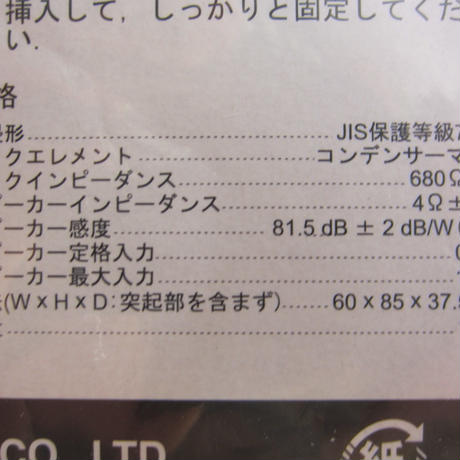 挿入して，しっかりと固定してくだ
い.
格
形........................JIS保護等級7
クエレメント........................コンデンサーマ
クインピーダンス........................680Ω
ーカーインピーダンス........................4Ω±
ーカー感度........................81.5 dB ± 2 dB/W
ーカー定格入力........................
ーカー最大入力........................
(W x H x D:突起部を含まず)........60 x 85 x 37.5
CO., LTD.
紙